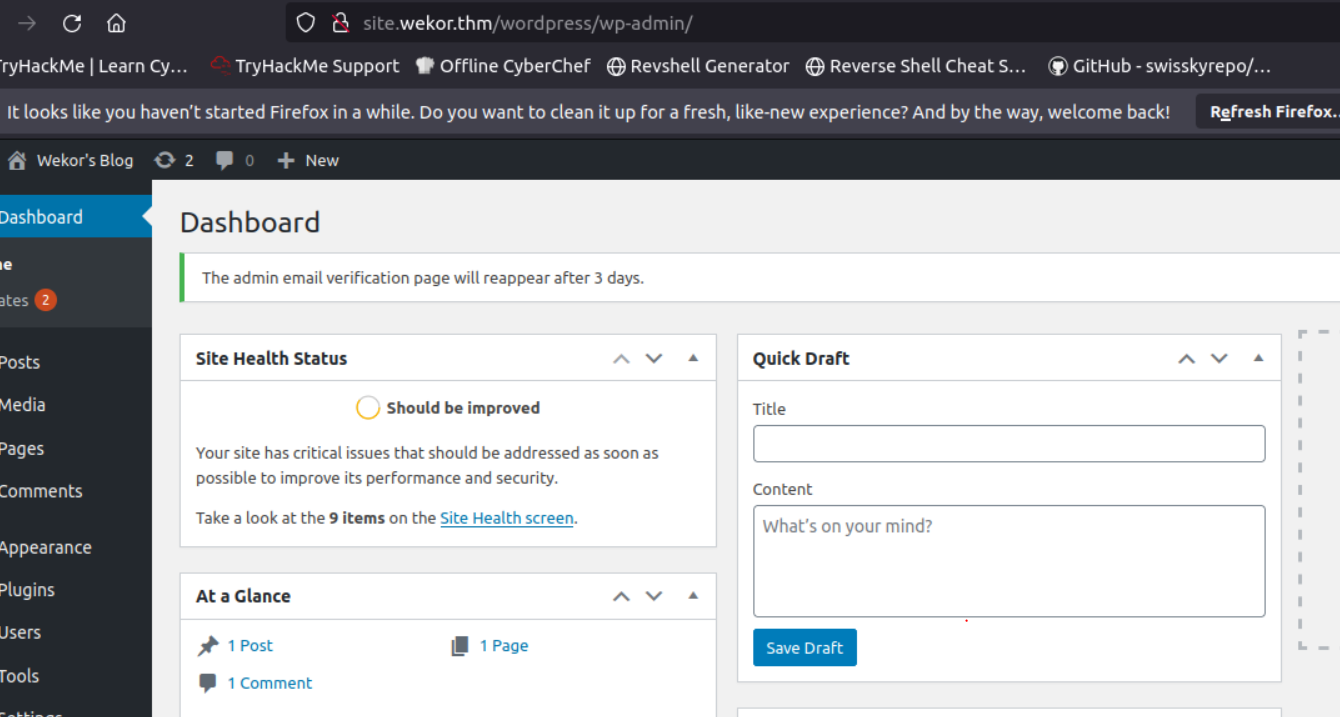 site.wekor.thm/wordpress/wp-admin/
TryHackMe | Learn Cy... TryHackMe Support Offline CyberChef Revshell Generator Reverse Shell Cheat S... GitHub - swisskyrepo/...
It looks like you haven't started Firefox in a while. Do you want to clean it up for a fresh, like-new experience? And by the way, welcome back! Refresh Firefox...
Wekor's Blog 2 0 New
Dashboard
me
ates 2
Posts
Media
Pages
Comments
Appearance
Plugins
Users
Tools
Settings
Dashboard
The admin email verification page will reappear after 3 days.
Site Health Status
Should be improved
Your site has critical issues that should be addressed as soon as
possible to improve its performance and security.
Take a look at the 9 items on the Site Health screen.
At a Glance
1 Post 1 Page
1 Comment
Quick Draft
Title
Content
What's on your mind?
Save Draft